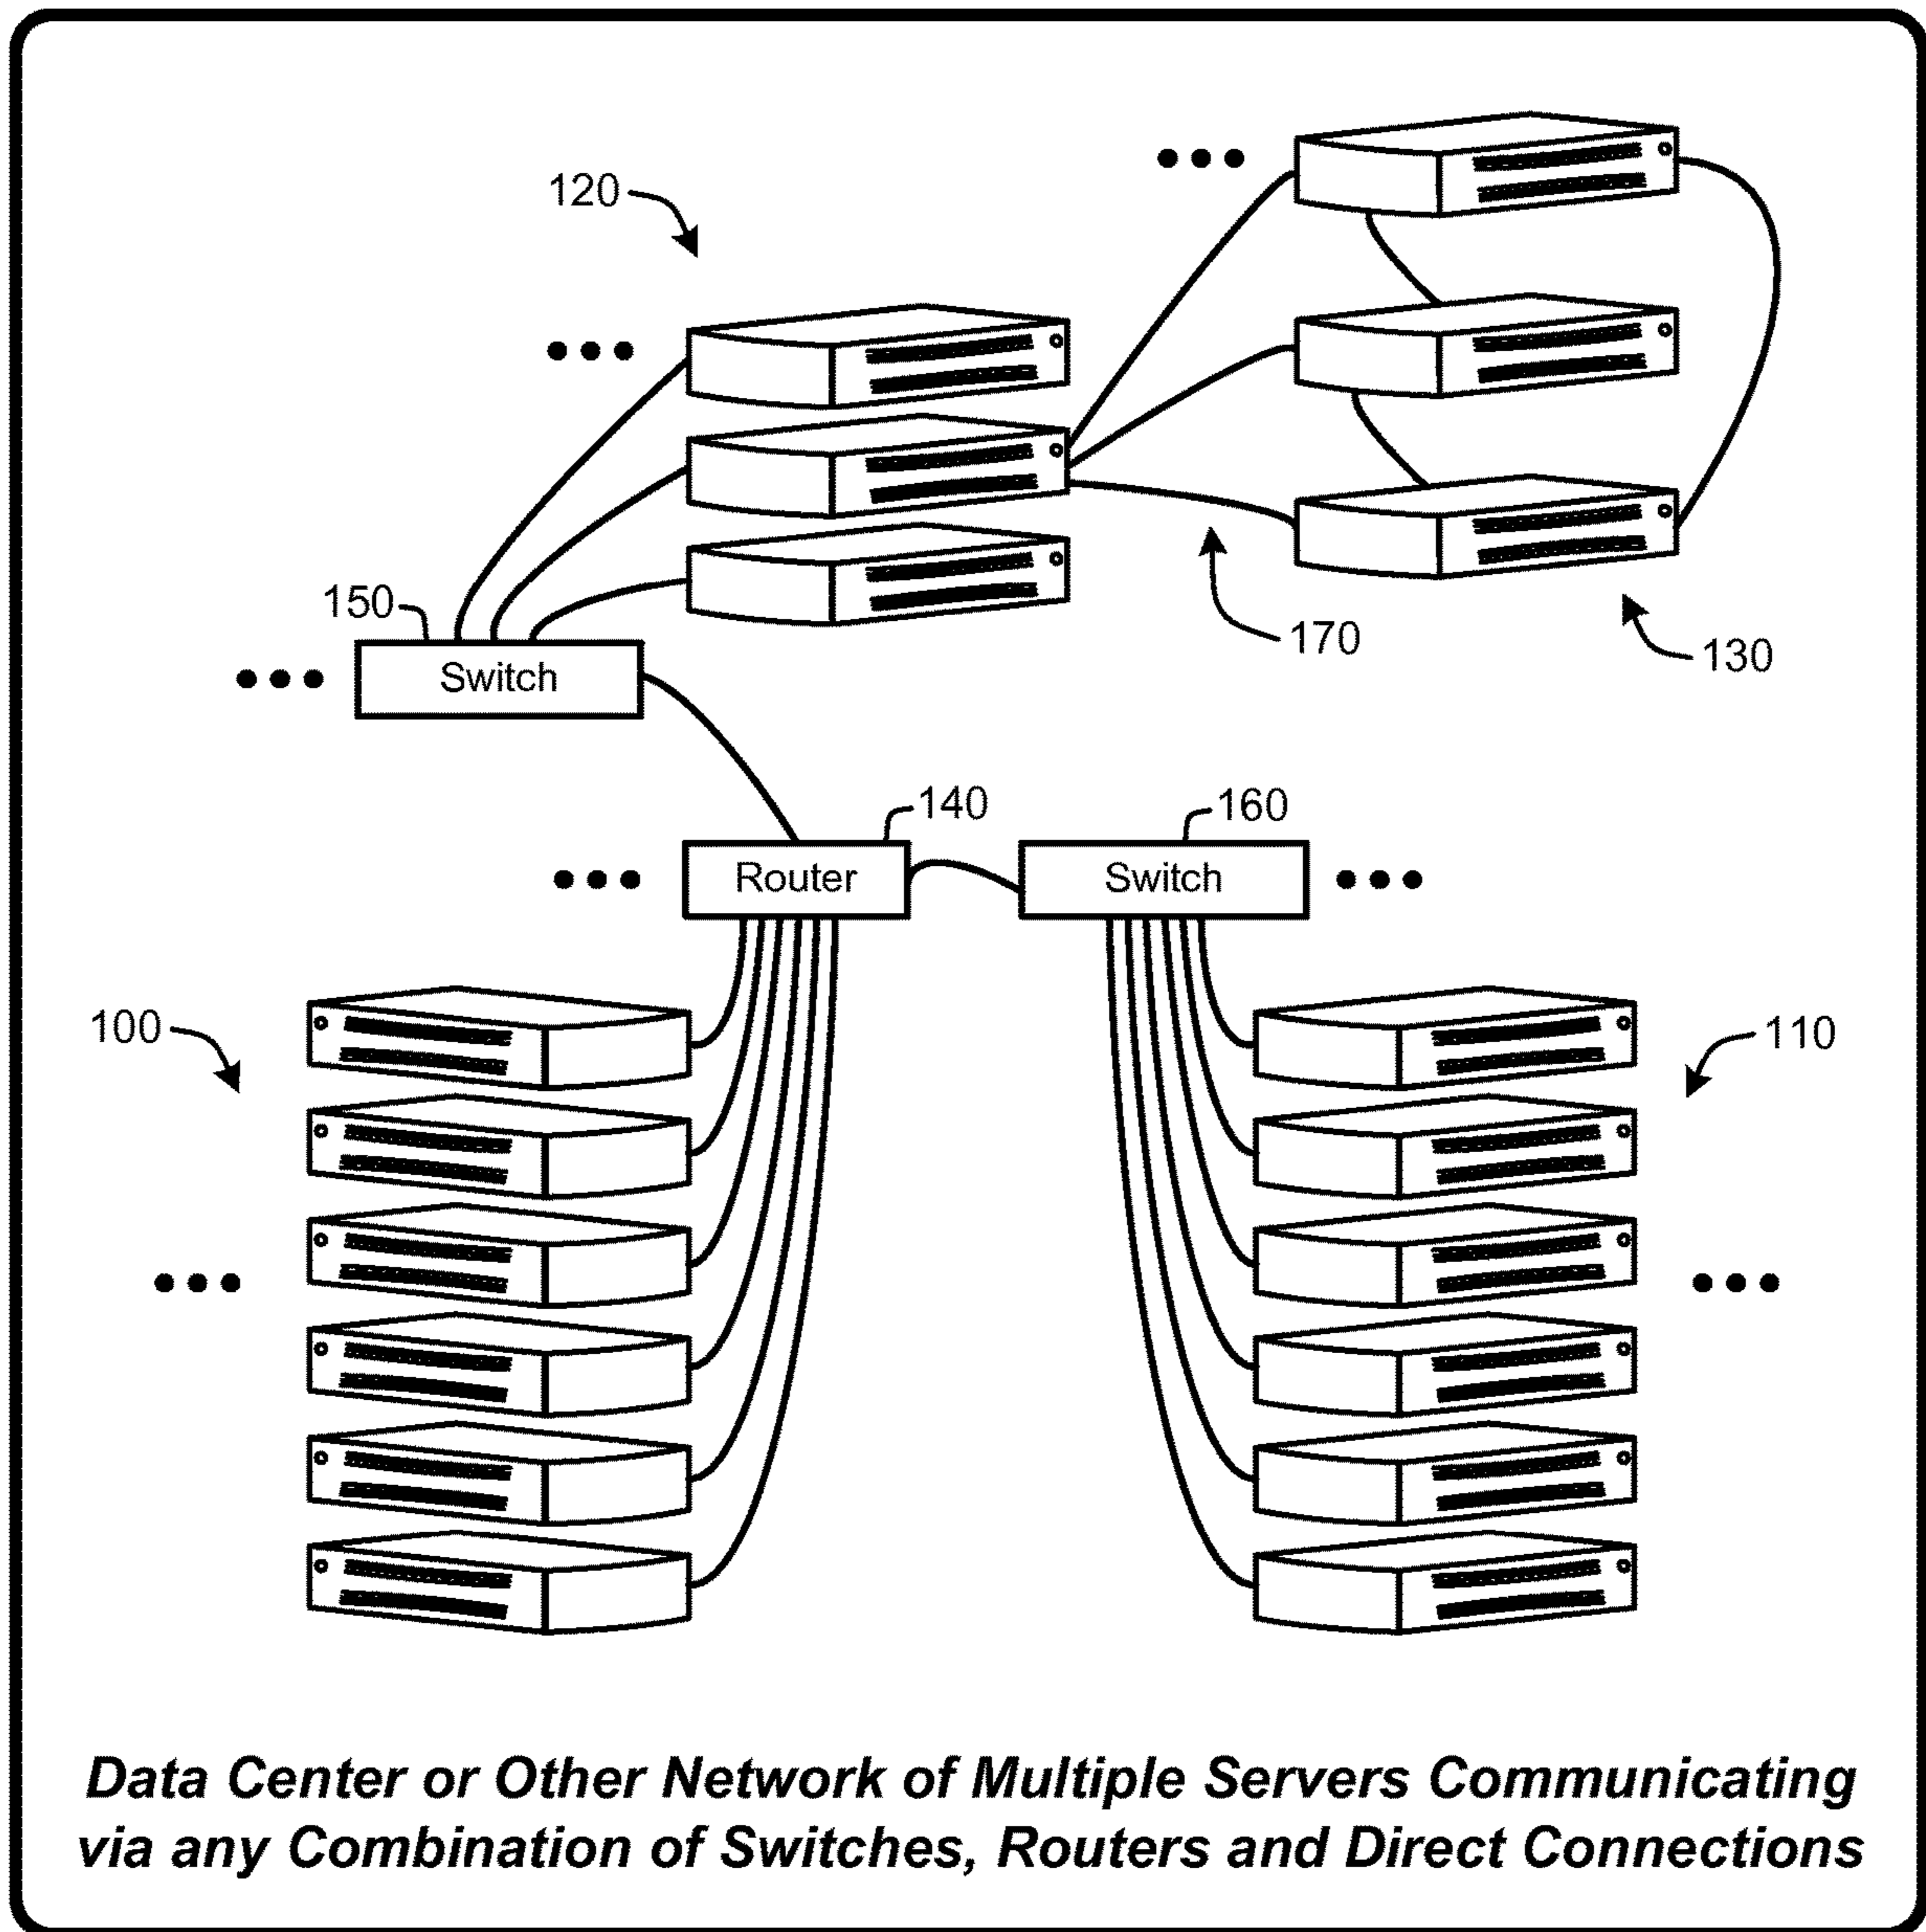 120
150
Switch
170
130
140
160
Router
Switch
100
110
Data Center or Other Network of Multiple Servers Communicating
via any Combination of Switches, Routers and Direct Connections